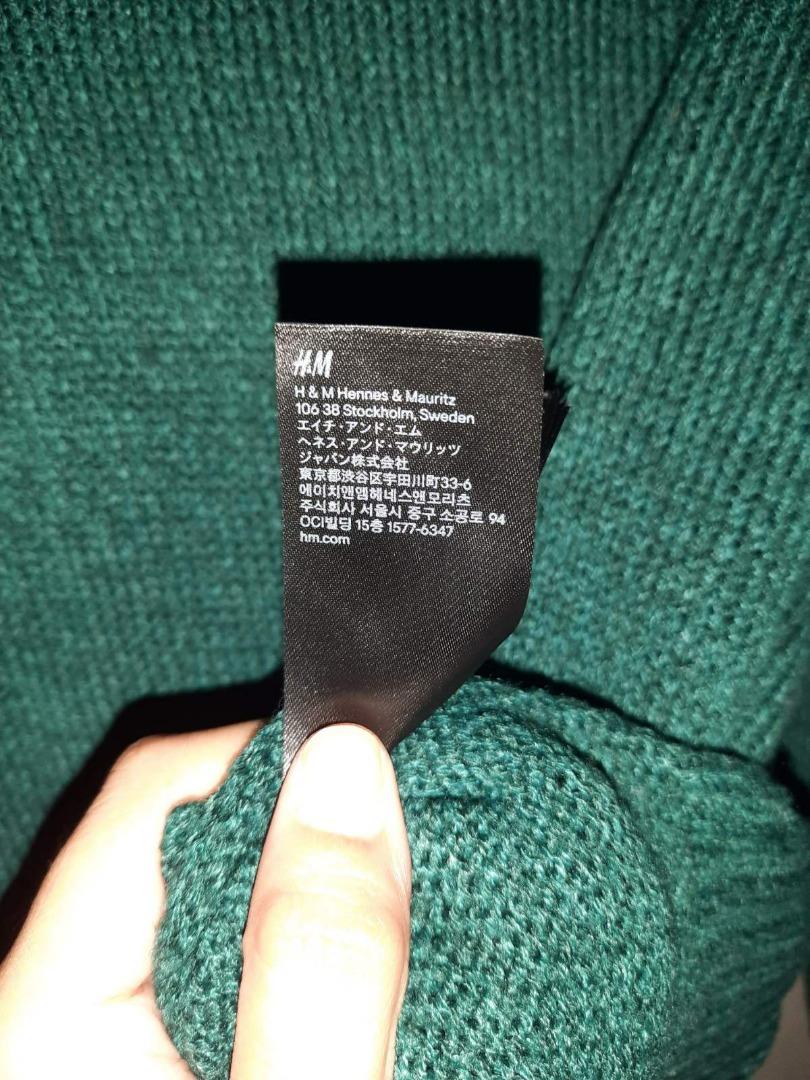 H&M
H & M Hennes & Mauritz
106 38 Stockholm, Sweden
エイチ・アンド・エム
ヘネス・アンド・マウリッツ
ジャパン株式会社
東京都渋谷区宇田川町33-6
에이치앤엠헤네스앤모리츠
주식회사 서울시 중구 소공로 94
OCI빌딩 15층 1577-6347
hm.com